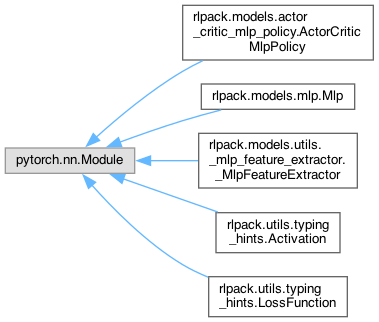 rlpack.models.actor
_critic_mlp_policy.ActorCritic
MlpPolicy
rlpack.models.mlp.Mlp
pytorch.nn.Module
rlpack.models.utils.
_mlp_feature_extractor.
_MlpFeatureExtractor
rlpack.utils.typing
_hints.Activation
rlpack.utils.typing
_hints.LossFunction